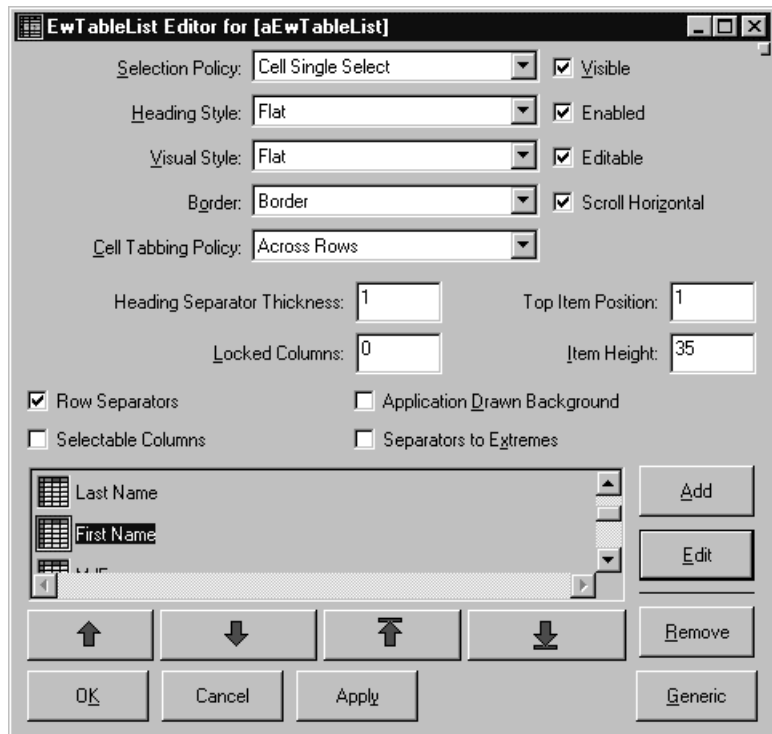 EwTableList Editor for [aEwTableList]
Selection Policy: Cell Single Select Visible
Heading Style: Flat Enabled
Visual Style: Flat Editable
Border: Border Scroll Horizontal
Cell Tabbing Policy: Across Rows
Heading Separator Thickness: 1 Top Item Position: 1
Locked Columns: 0 Item Height: 35
Row Separators Application Drawn Background
Selectable Columns Separators to Extremes
Last Name Add
First Name
Edit
Remove
OK Cancel Apply Generic